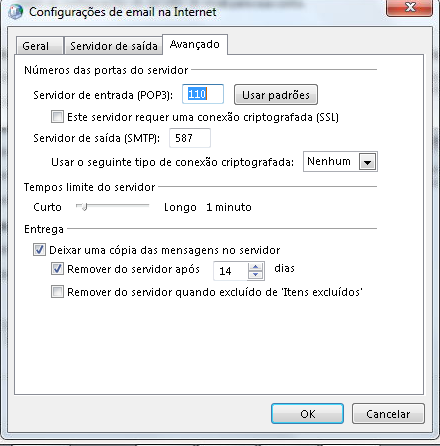 Configurações de email na Internet
Geral Servidor de saída Avançado
Números das portas do servidor
Servidor de entrada (POP3): 110 Usar padrões
Este servidor requer uma conexão criptografada (SSL)
Servidor de saída (SMTP): 587
Usar o seguinte tipo de conexão criptografada: Nenhum
Tempos limite do servidor
Curto Longo 1 minuto
Entrega
Deixar uma cópia das mensagens no servidor
Remover do servidor após 14 dias
Remover do servidor quando excluído de 'Itens excluídos'
OK Cancelar